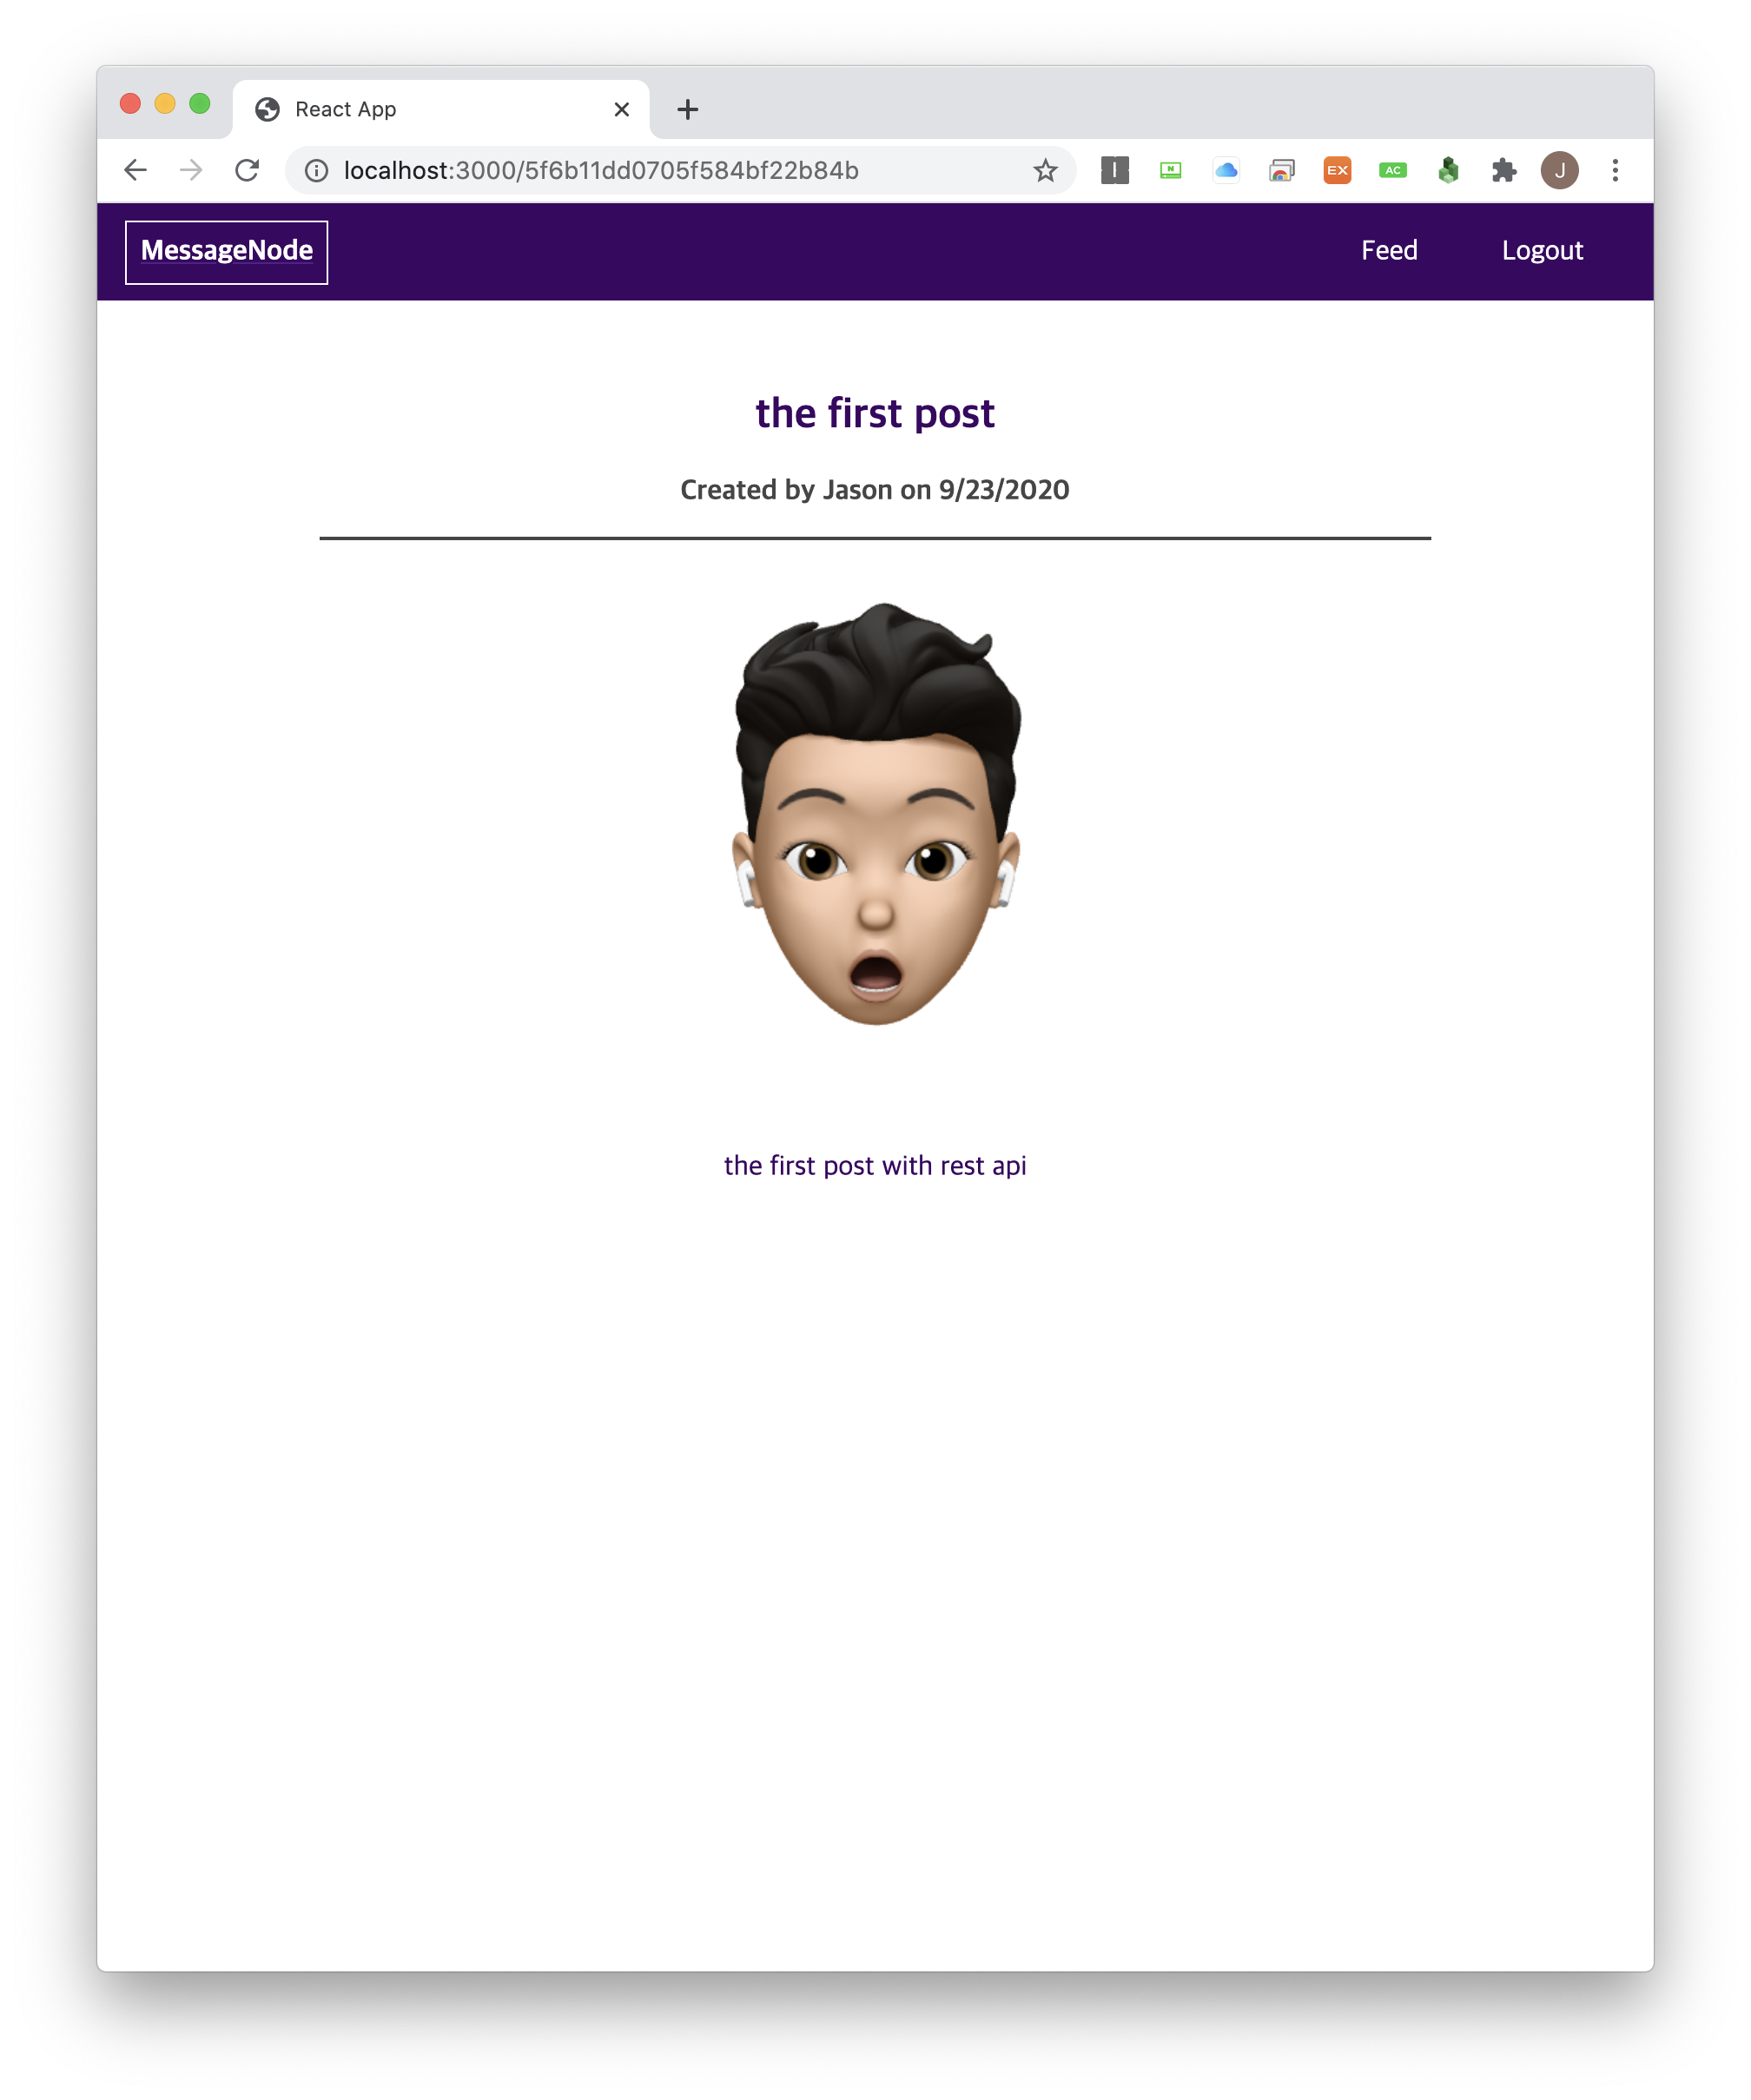 React App
localhost:3000/5f6b11dd0705f584bf22b84b
N
EX
AC
J
MessageNode
Feed
Logout
the first post
Created by Jason on 9/23/2020
the first post with rest api